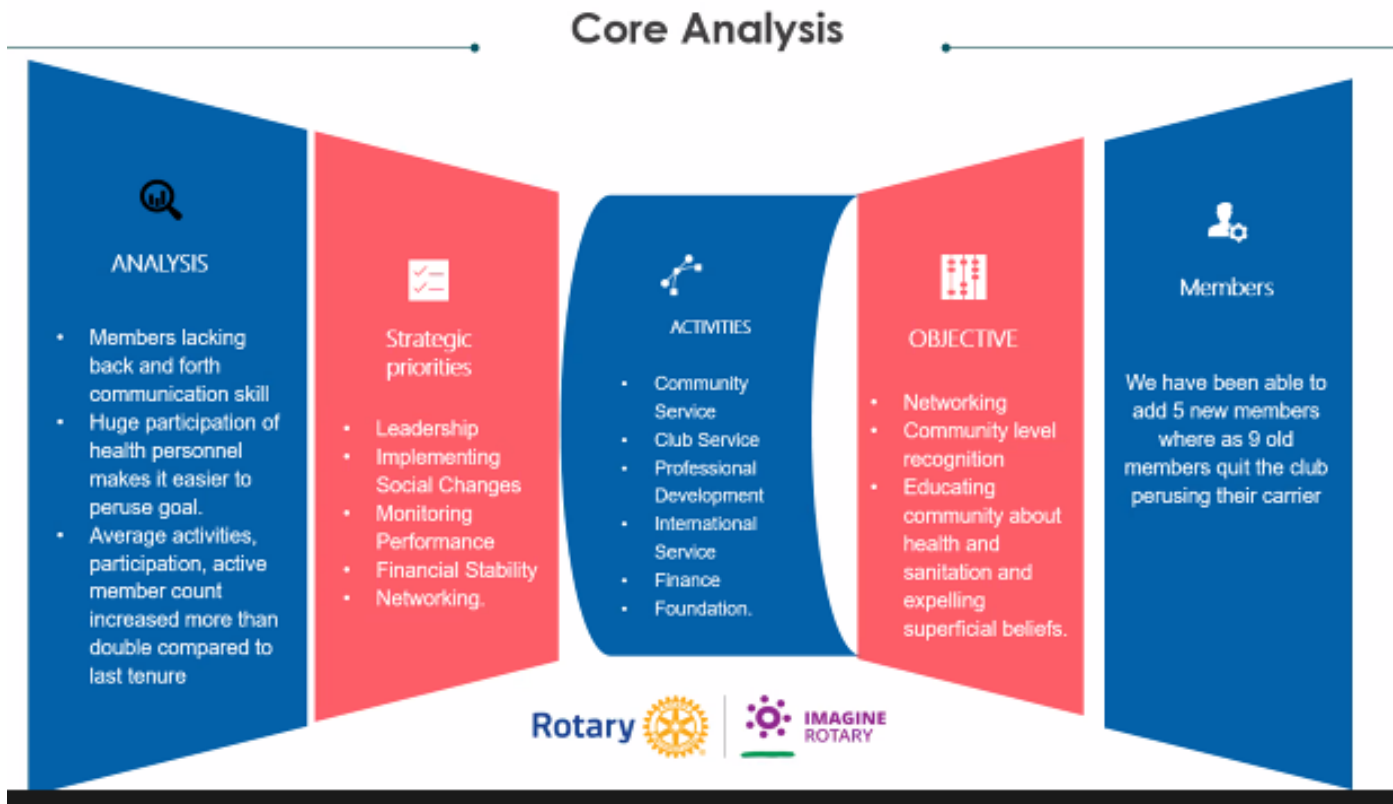 Core Analysis
ANALYSIS
• Members lacking
back and forth
communication skill
• Huge participation of
health personnel
makes it easier to
peruse goal.
• Average activities,
participation, active
member count
increased more than
double compared to
last tenure
Strategic
priorities
• Leadership
• Implementing
Social Changes
• Monitoring
Performance
• Financial Stability
• Networking.
ACTIVITIES
• Community
Service
• Club Service
• Professional
Development
• International
Service
• Finance
• Foundation.
OBJECTIVE
• Networking
• Community level
recognition
• Educating
community about
health and
sanitation and
expelling
superficial beliefs.
Members
We have been able to
add 5 new members
where as 9 old
members quit the club
perusing their carrier
Rotary
IMAGINE
ROTARY